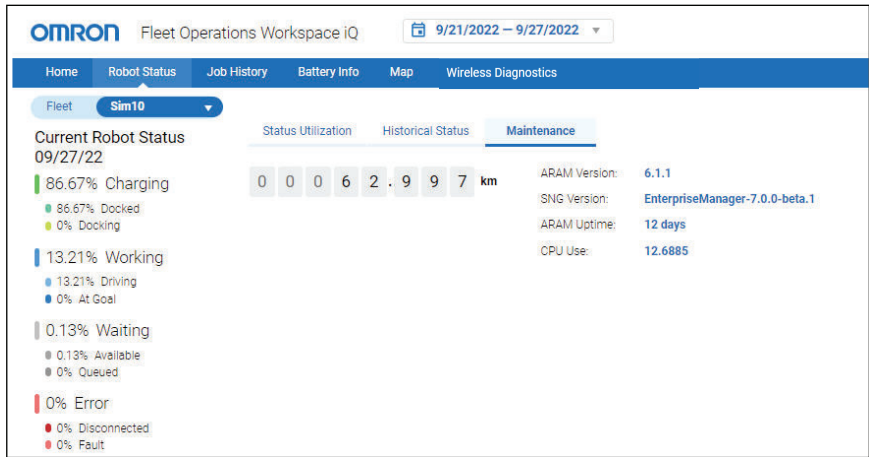 OMRON Fleet Operations Workspace iQ 9/21/2022 — 9/27/2022
Home Robot Status Job History Battery Info Map Wireless Diagnostics
Fleet Sim10
Current Robot Status
09/27/22
86.67% Charging
86.67% Docked
0% Docking
13.21% Working
13.21% Driving
0% At Goal
0.13% Waiting
0.13% Available
0% Queued
0% Error
0% Disconnected
0% Fault
Status Utilization Historical Status Maintenance
0 0 0 6 2 . 9 9 7 km
ARAM Version: 6.1.1
SNG Version: EnterpriseManager-7.0.0-beta.1
ARAM Uptime: 12 days
CPU Use: 12.6885